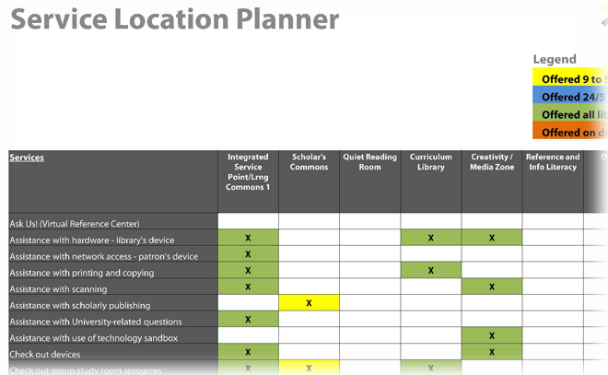 Service Location Planner
Legend
Offered 9 to
Offered 24/5
Offered all
Offered on
Services Integrated Service Point/Lrng Commons 1 Scholar's Commons Quiet Reading Room Curriculum Library Creativity / Media Zone Reference and Info Literacy
Ask Us! (Virtual Reference Center)
Assistance with hardware - library's device X X X
Assistance with network access - patron's device X
Assistance with printing and copying X X
Assistance with scanning X X
Assistance with scholarly publishing X
Assistance with University-related questions X
Assistance with use of technology sandbox X
Check out devices X X
Check out group study room resources X X X